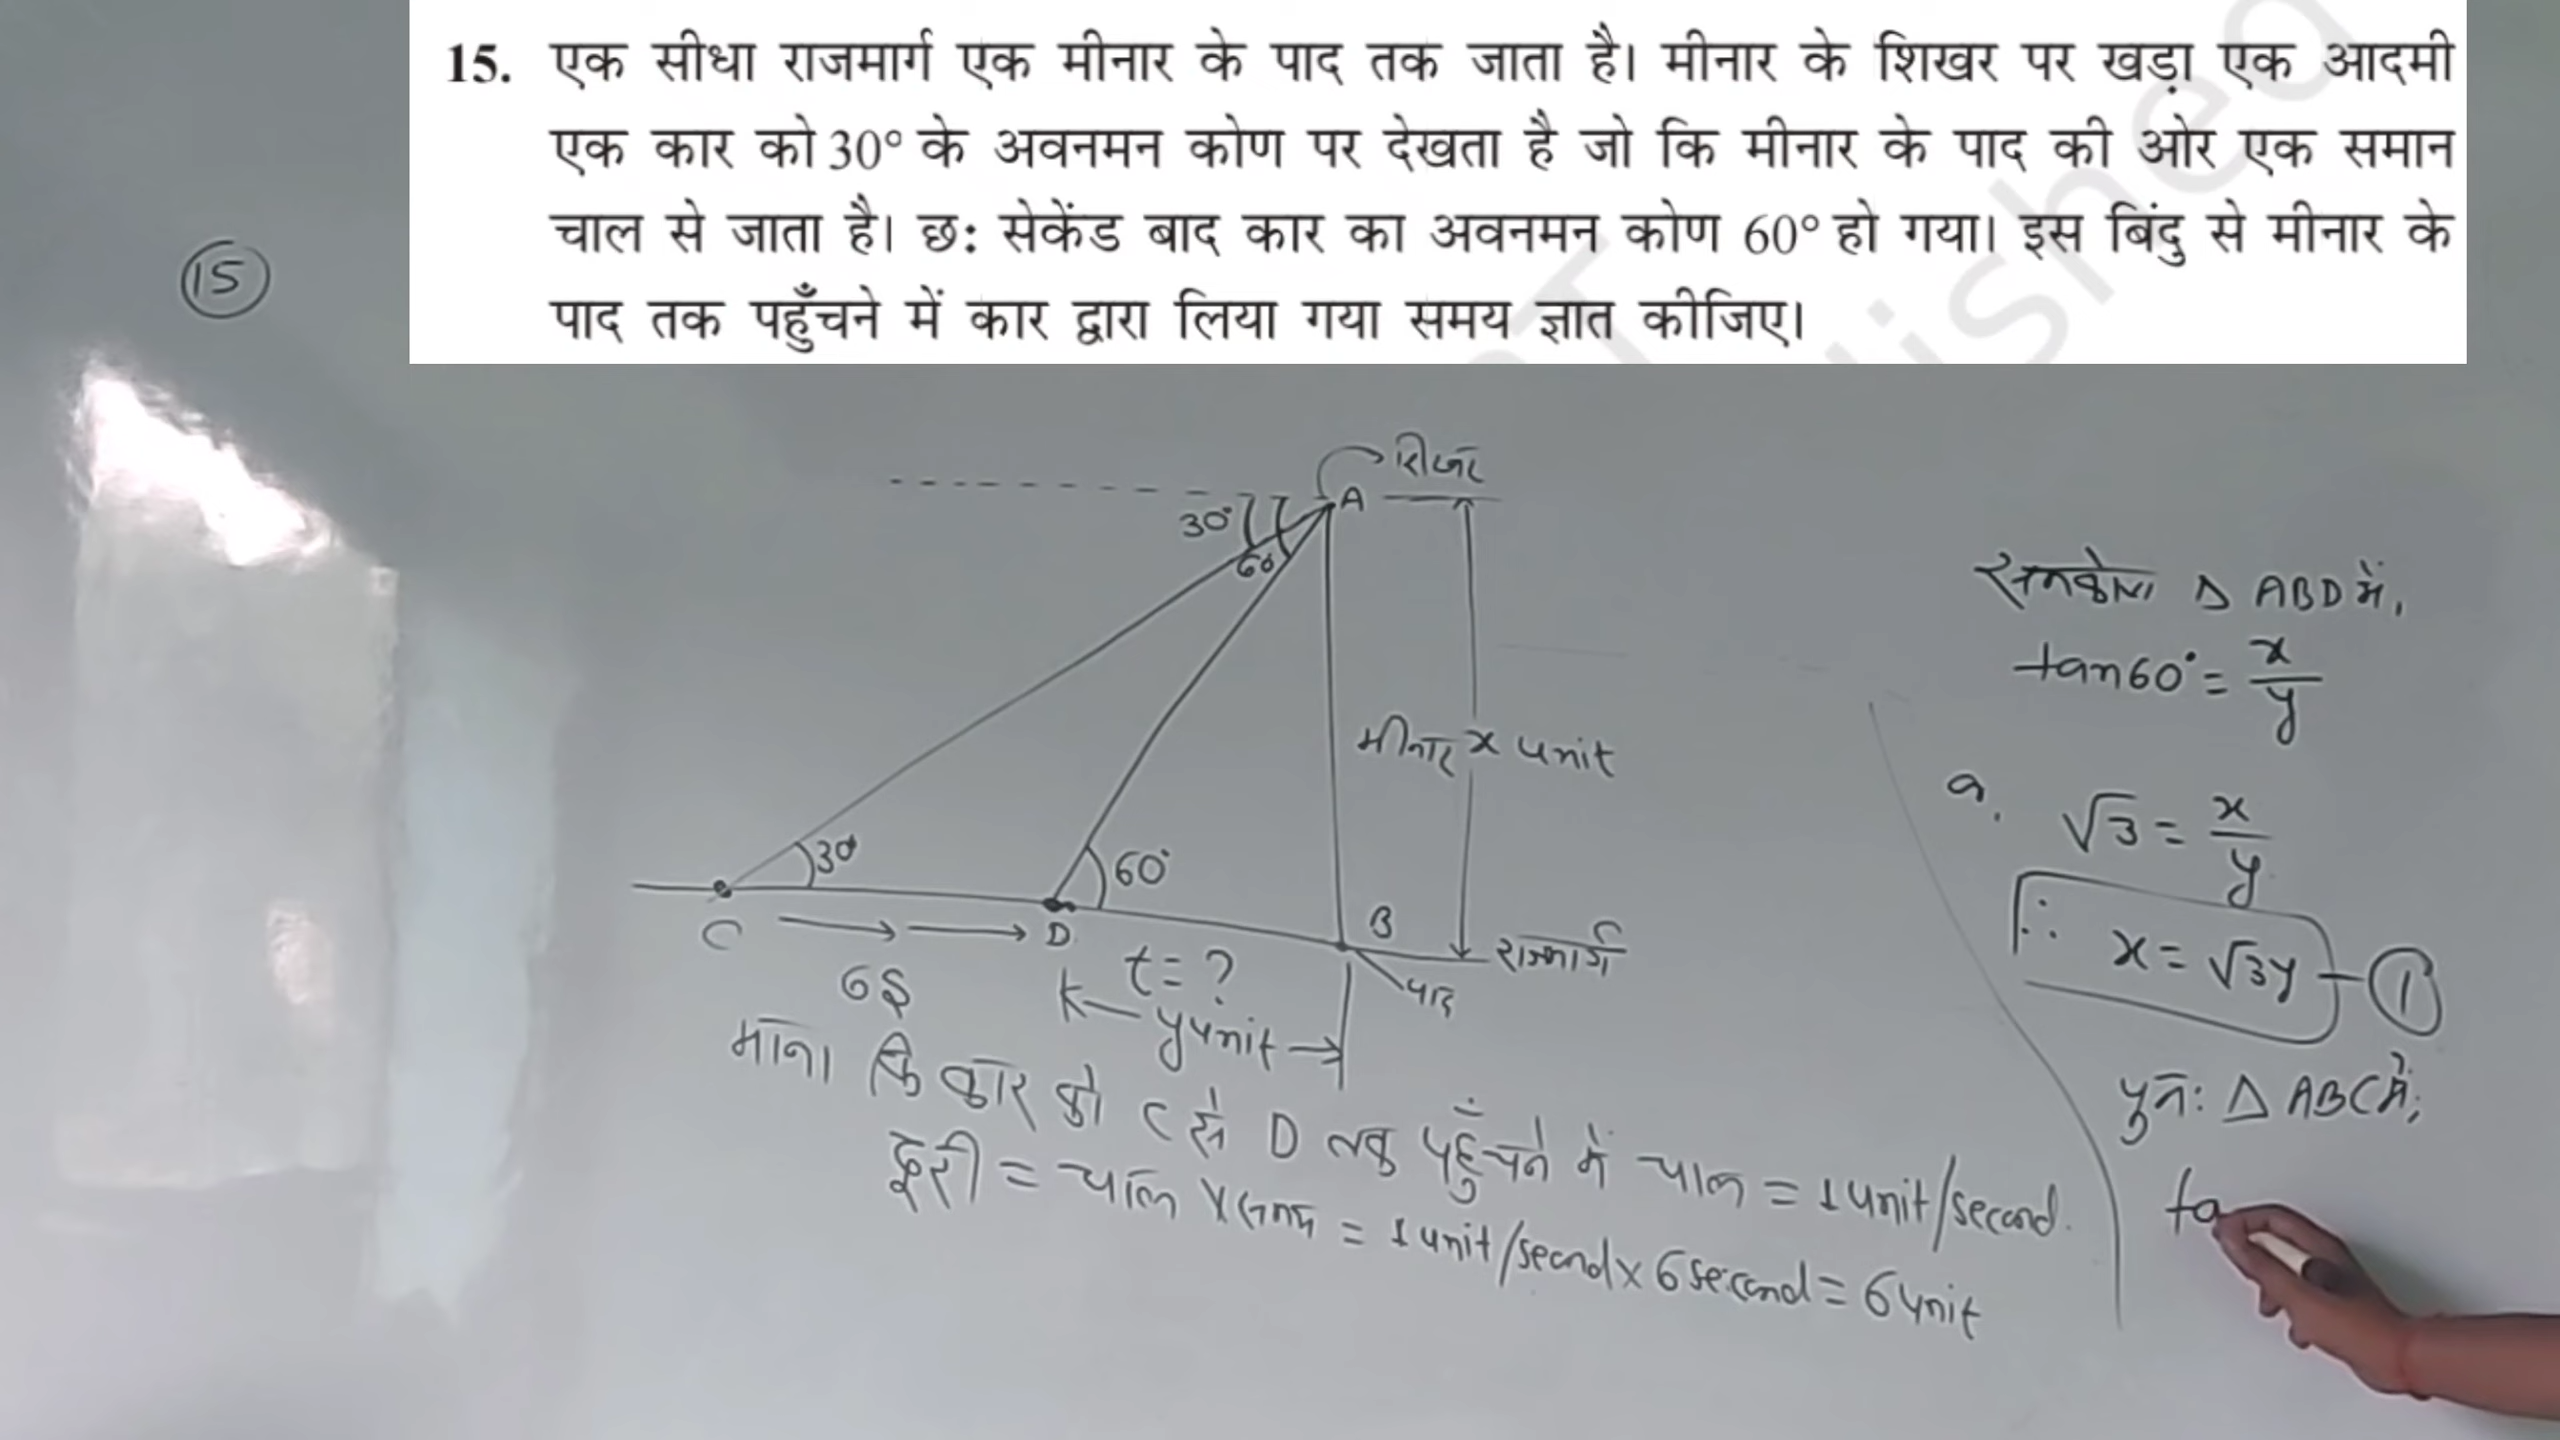 15. एक सीधा राजमार्ग एक मीनार के पाद तक जाता है। मीनार के शिखर पर खड़ा एक आदमी
एक कार को 30° के अवनमन कोण पर देखता है जो कि मीनार के पाद की ओर एक समान
चाल से जाता है। छ: सेकेंड बाद कार का अवनमन कोण 60° हो गया। इस बिंदु से मीनार के
पाद तक पहुँचने में कार द्वारा लिया गया समय ज्ञात कीजिए।
15
शिखर
A
30°
60°
मीनार x unit
30°
60°
C
D
B
राजमार्ग
पाद
t = ?
y unit
माना कि कार को C से D तक पहुँचने में चाल = 1 unit/second.
दूरी = चाल × समय = 1 unit/second × 6 second = 6 unit
समकोण Δ ABD में,
tan60° = x/y
√3 = x/y
∴ x = √3y — 1
पुनः Δ ABC में,
ta